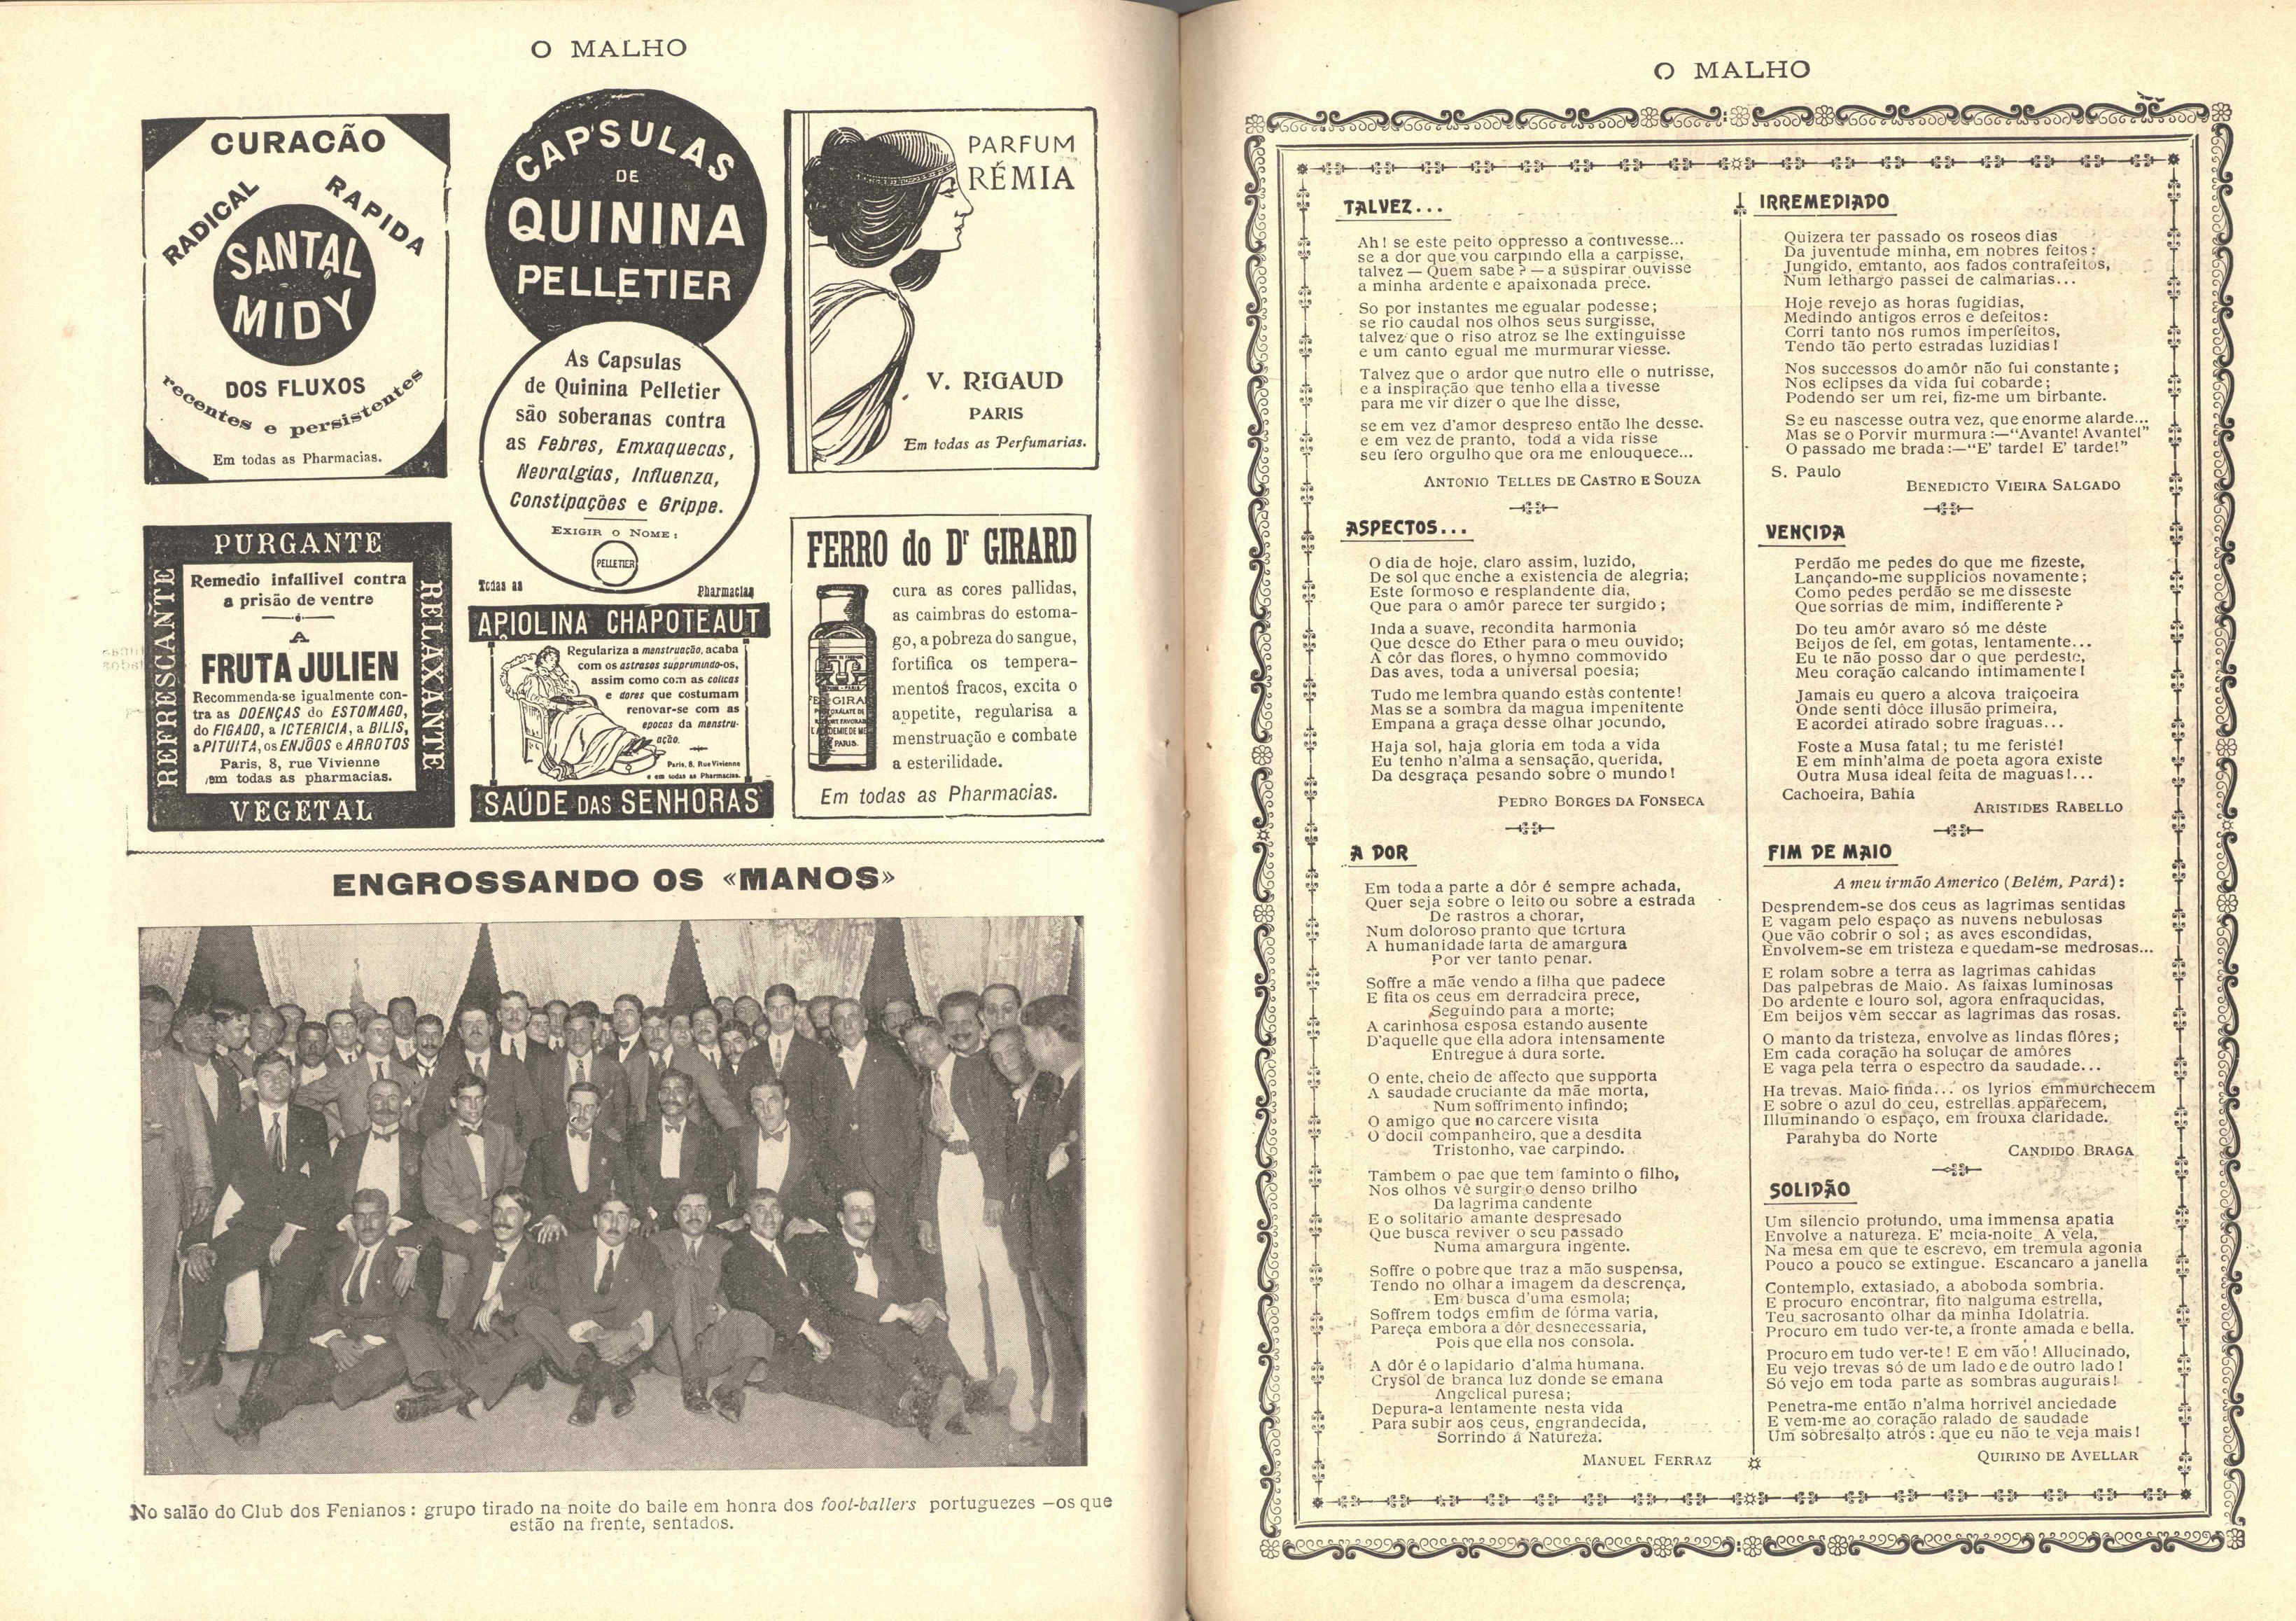 O MALHO
CURACÃO
RADICAL RAPIDA
SANTAL
MIDY
DOS FLUXOS
recentes e persistentes
Em todas as Pharmacias.
CAPSULAS
DE
QUININA
PELLETIER
As Capsulas
de Quinina Pelletier
são soberanas contra
as Febres, Emxaquecas,
Nevralgias, Influenza,
Constipações e Grippe.
EXIGIR O NOME:
PELLETIER
Todas as Pharmacias
PARFUM
RÉMIA
V. RIGAUD
PARIS
Em todas as Perfumarias.
PURGANTE
REFRESCANTE
RELAXANTE
VEGETAL
Remedio infallivel contra
a prisão de ventre
A
FRUTA JULIEN
Recommenda-se igualmente con-
tra as DOENÇAS do ESTOMAGO,
do FIGADO, a ICTERICIA, a BILIS,
a PITUITA, os ENJÔOS e ARROTOS
Paris, 8, rue Vivienne
em todas as pharmacias.
APIOLINA CHAPOTEAUT
Regulariza a menstruação, acaba
com os astrasos supprimindo-os,
assim como com as colicas
e dores que costumam
renovar-se com as
epocas da menstru-
ação.
Paris, 8, Rue Vivienne
e em todas as Pharmacias.
SAÚDE DAS SENHORAS
FERRO do Dr GIRARD
cura as cores pallidas,
as caimbras do estoma-
go, a pobreza do sangue,
fortifica os tempera-
mentos fracos, excita o
appetite, regularisa a
menstruação e combate
a esterilidade.
GIRA
PARIS
Em todas as Pharmacias.
ENGROSSANDO OS «MANOS»
No salão do Club dos Fenianos: grupo tirado na noite do baile em honra dos foot-ballers portuguezes —os que
estão na frente, sentados.
O MALHO
TALVEZ...
Ah! se este peito oppresso a contivesse...
se a dor que vou carpindo ella a carpisse,
talvez — Quem sabe? — a suspirar ouvisse
a minha ardente e apaixonada prece.
So por instantes me egualar podesse;
se rio caudal nos olhos seus surgisse,
talvez que o riso atroz se lhe extinguisse
e um canto egual me murmurar viesse.
Talvez que o ardor que nutro elle o nutrisse,
e a inspiração que tenho ella a tivesse
para me vir dizer o que lhe disse,
se em vez d'amor despreso então lhe desse.
e em vez de pranto, toda a vida risse
seu fero orgulho que ora me enlouquece...
ANTONIO TELLES DE CASTRO E SOUZA
ASPECTOS...
O dia de hoje, claro assim, luzido,
De sol que enche a existencia de alegria;
Este formoso e resplandente dia,
Que para o amôr parece ter surgido;
Inda a suave, recondita harmonia
Que desce do Ether para o meu ouvido;
A côr das flores, o hymno commovido
Das aves, toda a universal poesia;
Tudo me lembra quando estás contente!
Mas se a sombra da magua impenitente
Empana a graça desse olhar jocundo,
Haja sol, haja gloria em toda a vida
Eu tenho n'alma a sensação, querida,
Da desgraça pesando sobre o mundo!
PEDRO BORGES DA FONSECA
A DOR
Em toda a parte a dôr é sempre achada,
Quer seja sobre o leito ou sobre a estrada
De rastros a chorar,
Num doloroso pranto que tortura
A humanidade farta de amargura
Por ver tanto penar.
Soffre a mãe vendo a filha que padece
E fita os ceus em derradeira prece,
Seguindo para a morte;
A carinhosa esposa estando ausente
D'aquelle que ella adora intensamente
Entregue á dura sorte.
O ente, cheio de affecto que supporta
A saudade cruciante da mãe morta,
Num soffrimento infindo;
O amigo que no carcere visita
O docil companheiro, que a desdita
Tristonho, vae carpindo.
Tambem o pae que tem faminto o filho,
Nos olhos vê surgir o denso brilho
Da lagrima candente
E o solitario amante despresado
Que busca reviver o seu passado
Numa amargura ingente.
Soffre o pobre que traz a mão suspensa,
Tendo no olhar a imagem da descrença,
Em busca d'uma esmola;
Soffrem todos emfim de fórma varia,
Pareça embora a dôr desnecessaria,
Pois que ella nos consola.
A dôr é o lapidario d'alma humana.
Crysol de branca luz donde se emana
Angelical puresa;
Depura-a lentamente nesta vida
Para subir aos ceus, engrandecida,
Sorrindo á Natureza.
MANUEL FERRAZ
IRREMEDIADO
Quizera ter passado os roseos dias
Da juventude minha, em nobres feitos;
Jungido, emtanto, aos fados contrafeitos,
Num lethargo passei de calmarias...
Hoje revejo as horas fugidias,
Medindo antigos erros e defeitos:
Corri tanto nos rumos imperfeitos,
Tendo tão perto estradas luzidias!
Nos successos do amôr não fui constante;
Nos eclipses da vida fui cobarde;
Podendo ser um rei, fiz-me um birbante.
Se eu nascesse outra vez, que enorme alarde...
Mas se o Porvir murmura:—"Avante! Avante!"
O passado me brada:—"E' tarde! E' tarde!"
S. Paulo
BENEDICTO VIEIRA SALGADO
VENCIDA
Perdão me pedes do que me fizeste,
Lançando-me supplicios novamente;
Como pedes perdão se me disseste
Que sorrias de mim, indifferente?
Do teu amôr avaro só me déste
Beijos de fel, em gotas, lentamente...
Eu te não posso dar o que perdeste,
Meu coração calcando intimamente!
Jamais eu quero a alcova traiçoeira
Onde senti dôce illusão primeira,
E acordei atirado sobre fraguas...
Foste a Musa fatal; tu me feriste!
E em minh'alma de poeta agora existe
Outra Musa ideal feita de maguas!...
Cachoeira, Bahia
ARISTIDES RABELLO
FIM DE MAIO
A meu irmão Americo (Belém, Pará):
Desprendem-se dos ceus as lagrimas sentidas
E vagam pelo espaço as nuvens nebulosas
Que vão cobrir o sol; as aves escondidas,
Envolvem-se em tristeza e quedam-se medrosas...
E rolam sobre a terra as lagrimas cahidas
Das palpebras de Maio. As faixas luminosas
Do ardente e louro sol, agora enfraqucidas,
Em beijos vêm seccar as lagrimas das rosas.
O manto da tristeza, envolve as lindas flôres;
Em cada coração ha soluçar de amôres
E vaga pela terra o espectro da saudade...
Ha trevas. Maio finda... os lyrios emmurchecem
E sobre o azul do ceu, estrellas apparecem,
Illuminando o espaço, em frouxa claridade.
Parahyba do Norte
CANDIDO BRAGA
SOLIDÃO
Um silencio profundo, uma immensa apatia
Envolve a natureza. E' meia-noite A vela,
Na mesa em que te escrevo, em tremula agonia
Pouco a pouco se extingue. Escancaro a janella
Contemplo, extasiado, a aboboda sombria.
E procuro encontrar, fito nalguma estrella,
Teu sacrosanto olhar da minha Idolatria.
Procuro em tudo ver-te, a fronte amada e bella.
Procuro em tudo ver-te! E em vão! Allucinado,
Eu vejo trevas só de um lado e de outro lado!
Só vejo em toda parte as sombras augurais!
Penetra-me então n'alma horrivel anciedade
E vem-me ao coração ralado de saudade
Um sobresalto atrós: que eu não te veja mais!
QUIRINO DE AVELLAR